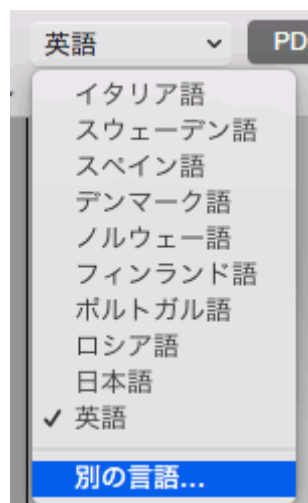 英語
PD
イタリア語
スウェーデン語
スペイン語
デンマーク語
ノルウェー語
フィンランド語
ポルトガル語
ロシア語
日本語
✓ 英語
別の言語...